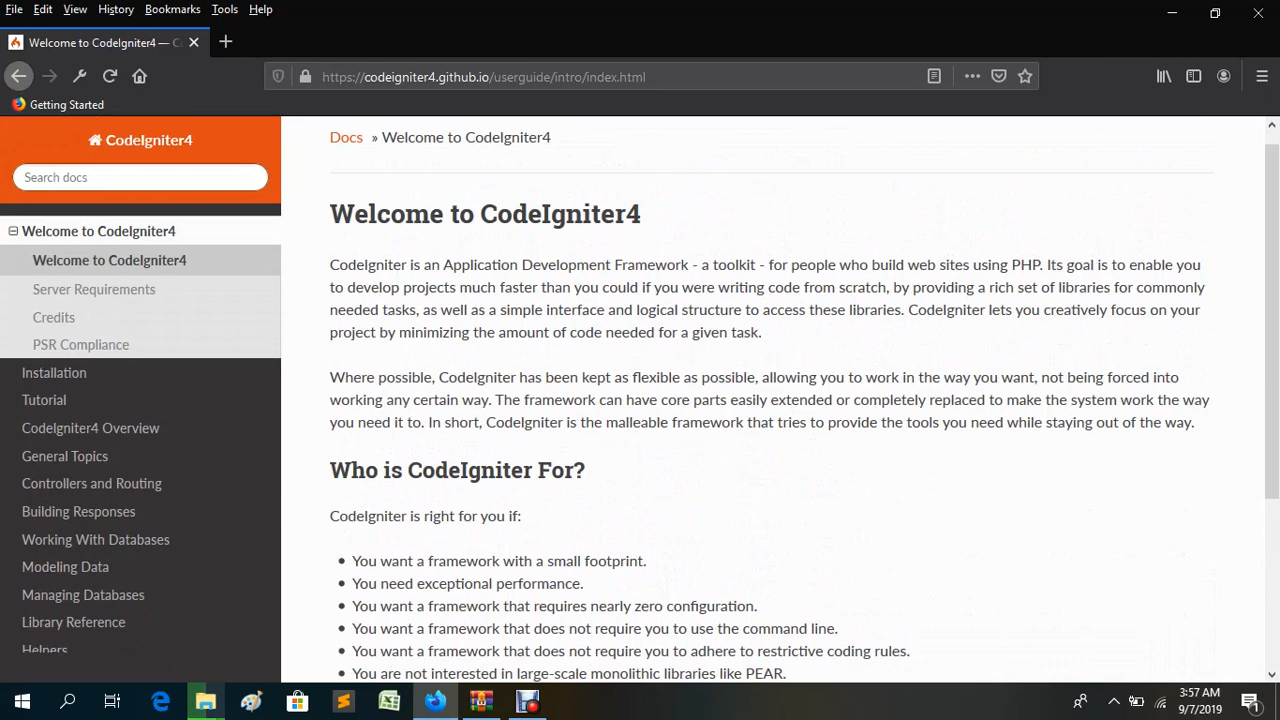 File Edit View History Bookmarks Tools Help
Welcome to CodeIgniter4 — C
https://codeigniter4.github.io/userguide/intro/index.html
Getting Started
CodeIgniter4
Search docs
Welcome to CodeIgniter4
Welcome to CodeIgniter4
Server Requirements
Credits
PSR Compliance
Installation
Tutorial
CodeIgniter4 Overview
General Topics
Controllers and Routing
Building Responses
Working With Databases
Modeling Data
Managing Databases
Library Reference
Helpers
Docs » Welcome to CodeIgniter4
Welcome to CodeIgniter4
CodeIgniter is an Application Development Framework - a toolkit - for people who build web sites using PHP. Its goal is to enable you
to develop projects much faster than you could if you were writing code from scratch, by providing a rich set of libraries for commonly
needed tasks, as well as a simple interface and logical structure to access these libraries. CodeIgniter lets you creatively focus on your
project by minimizing the amount of code needed for a given task.
Where possible, CodeIgniter has been kept as flexible as possible, allowing you to work in the way you want, not being forced into
working any certain way. The framework can have core parts easily extended or completely replaced to make the system work the way
you need it to. In short, CodeIgniter is the malleable framework that tries to provide the tools you need while staying out of the way.
Who is CodeIgniter For?
CodeIgniter is right for you if:
• You want a framework with a small footprint.
• You need exceptional performance.
• You want a framework that requires nearly zero configuration.
• You want a framework that does not require you to use the command line.
• You want a framework that does not require you to adhere to restrictive coding rules.
• You are not interested in large-scale monolithic libraries like PEAR.
3:57 AM
9/7/2019
1